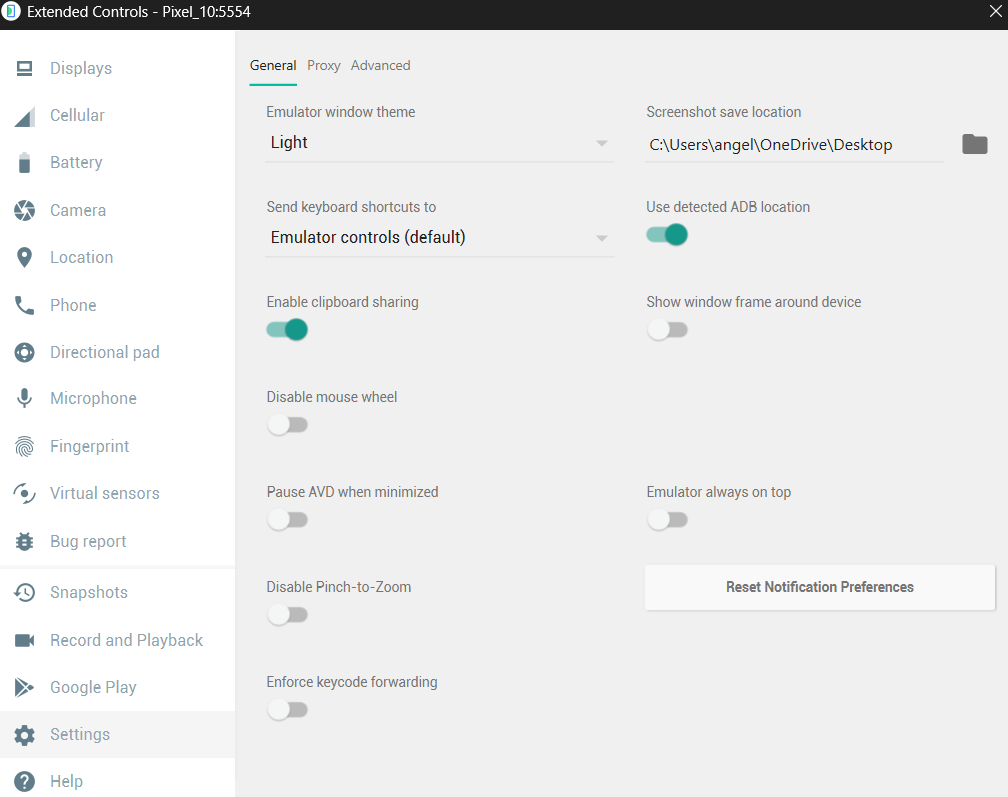 Extended Controls - Pixel_10:5554
Displays
Cellular
Battery
Camera
Location
Phone
Directional pad
Microphone
Fingerprint
Virtual sensors
Bug report
Snapshots
Record and Playback
Google Play
Settings
Help
General Proxy Advanced
Emulator window theme
Light
Screenshot save location
C:\Users\angel\OneDrive\Desktop
Send keyboard shortcuts to
Emulator controls (default)
Use detected ADB location
Enable clipboard sharing
Show window frame around device
Disable mouse wheel
Pause AVD when minimized
Emulator always on top
Disable Pinch-to-Zoom
Reset Notification Preferences
Enforce keycode forwarding